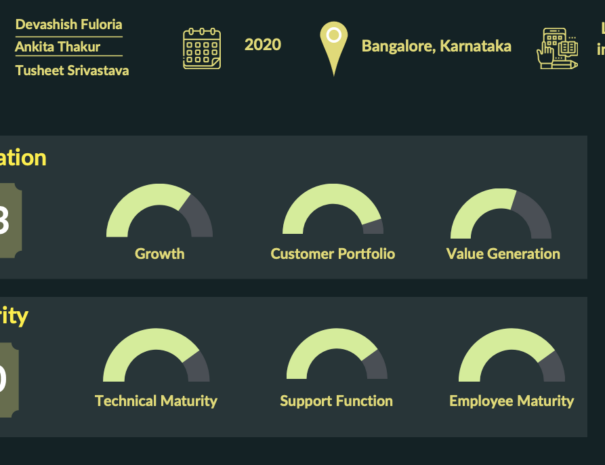 Devashish Fuloria
Ankita Thakur
Tusheet Srivastava
2020
Bangalore, Karnataka
ation
Growth
Customer Portfolio
Value Generation
rity
Technical Maturity
Support Function
Employee Maturity